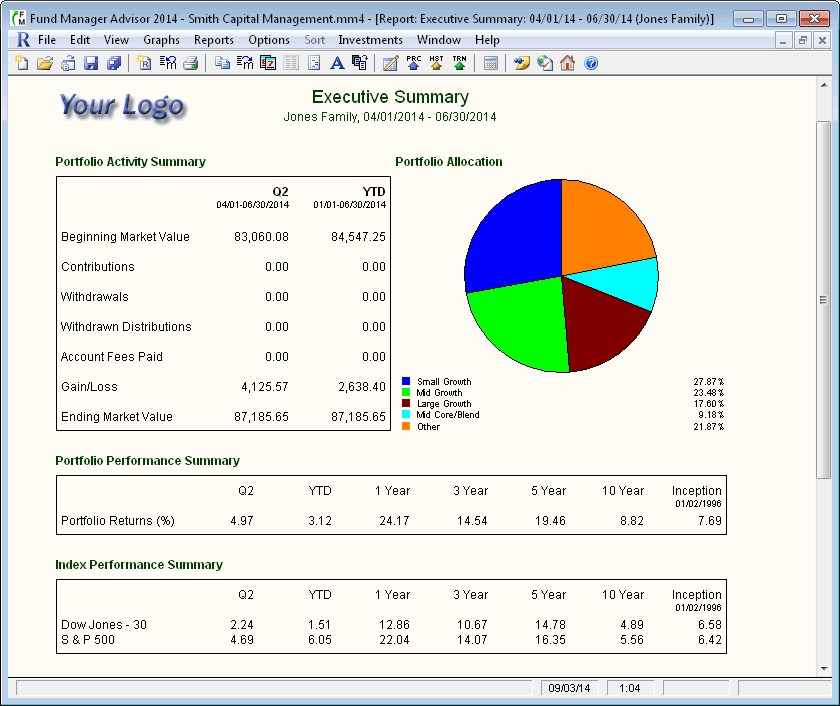 Fund Manager Advisor 2014 - Smith Capital Management.mm4 - [Report: Executive Summary: 04/01/14 - 06/30/14 (Jones Family)]
File Edit View Graphs Reports Options Sort Investments Window Help
PRC HST TRN
Your Logo
Executive Summary
Jones Family, 04/01/2014 - 06/30/2014
Portfolio Activity Summary
Q2 YTD
04/01-06/30/2014 01/01-06/30/2014
Beginning Market Value 83,060.08 84,547.25
Contributions 0.00 0.00
Withdrawals 0.00 0.00
Withdrawn Distributions 0.00 0.00
Account Fees Paid 0.00 0.00
Gain/Loss 4,125.57 2,638.40
Ending Market Value 87,185.65 87,185.65
Portfolio Allocation
Small Growth 27.87%
Mid Growth 23.48%
Large Growth 17.60%
Mid Core/Blend 9.18%
Other 21.87%
Portfolio Performance Summary
Q2 YTD 1 Year 3 Year 5 Year 10 Year Inception
01/02/1996
Portfolio Returns (%) 4.97 3.12 24.17 14.54 19.46 8.82 7.69
Index Performance Summary
Q2 YTD 1 Year 3 Year 5 Year 10 Year Inception
01/02/1996
Dow Jones - 30 2.24 1.51 12.86 10.67 14.78 4.89 6.58
S & P 500 4.69 6.05 22.04 14.07 16.35 5.56 6.42
09/03/14 1:04